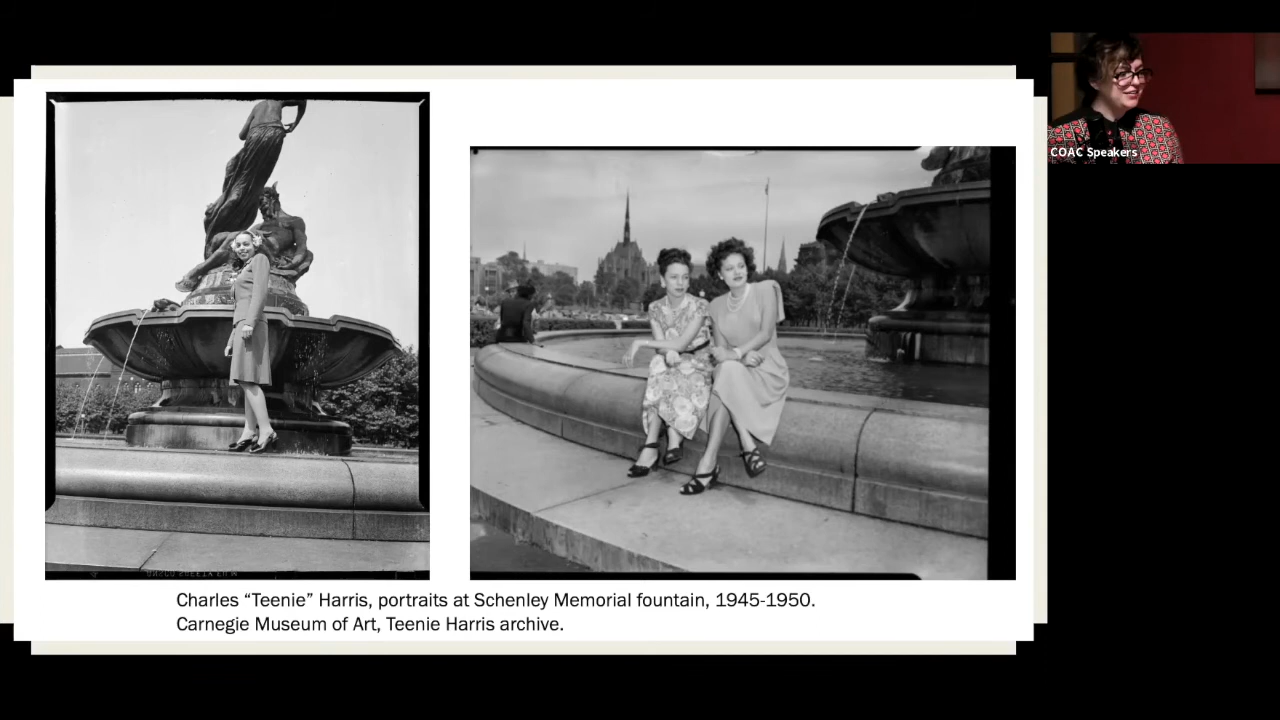 COAC Speakers
Charles “Teenie” Harris, portraits at Schenley Memorial fountain, 1945-1950.
Carnegie Museum of Art, Teenie Harris archive.